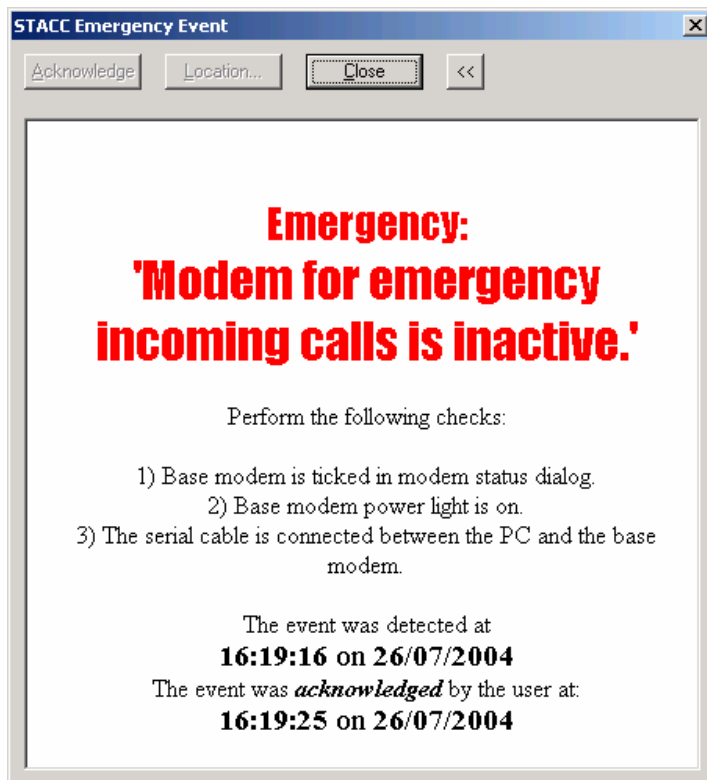 STACC Emergency Event
Acknowledge Location... Close <<
Emergency:
'Modem for emergency
incoming calls is inactive.'
Perform the following checks:
1) Base modem is ticked in modem status dialog.
2) Base modem power light is on.
3) The serial cable is connected between the PC and the base
modem.
The event was detected at
16:19:16 on 26/07/2004
The event was acknowledged by the user at:
16:19:25 on 26/07/2004